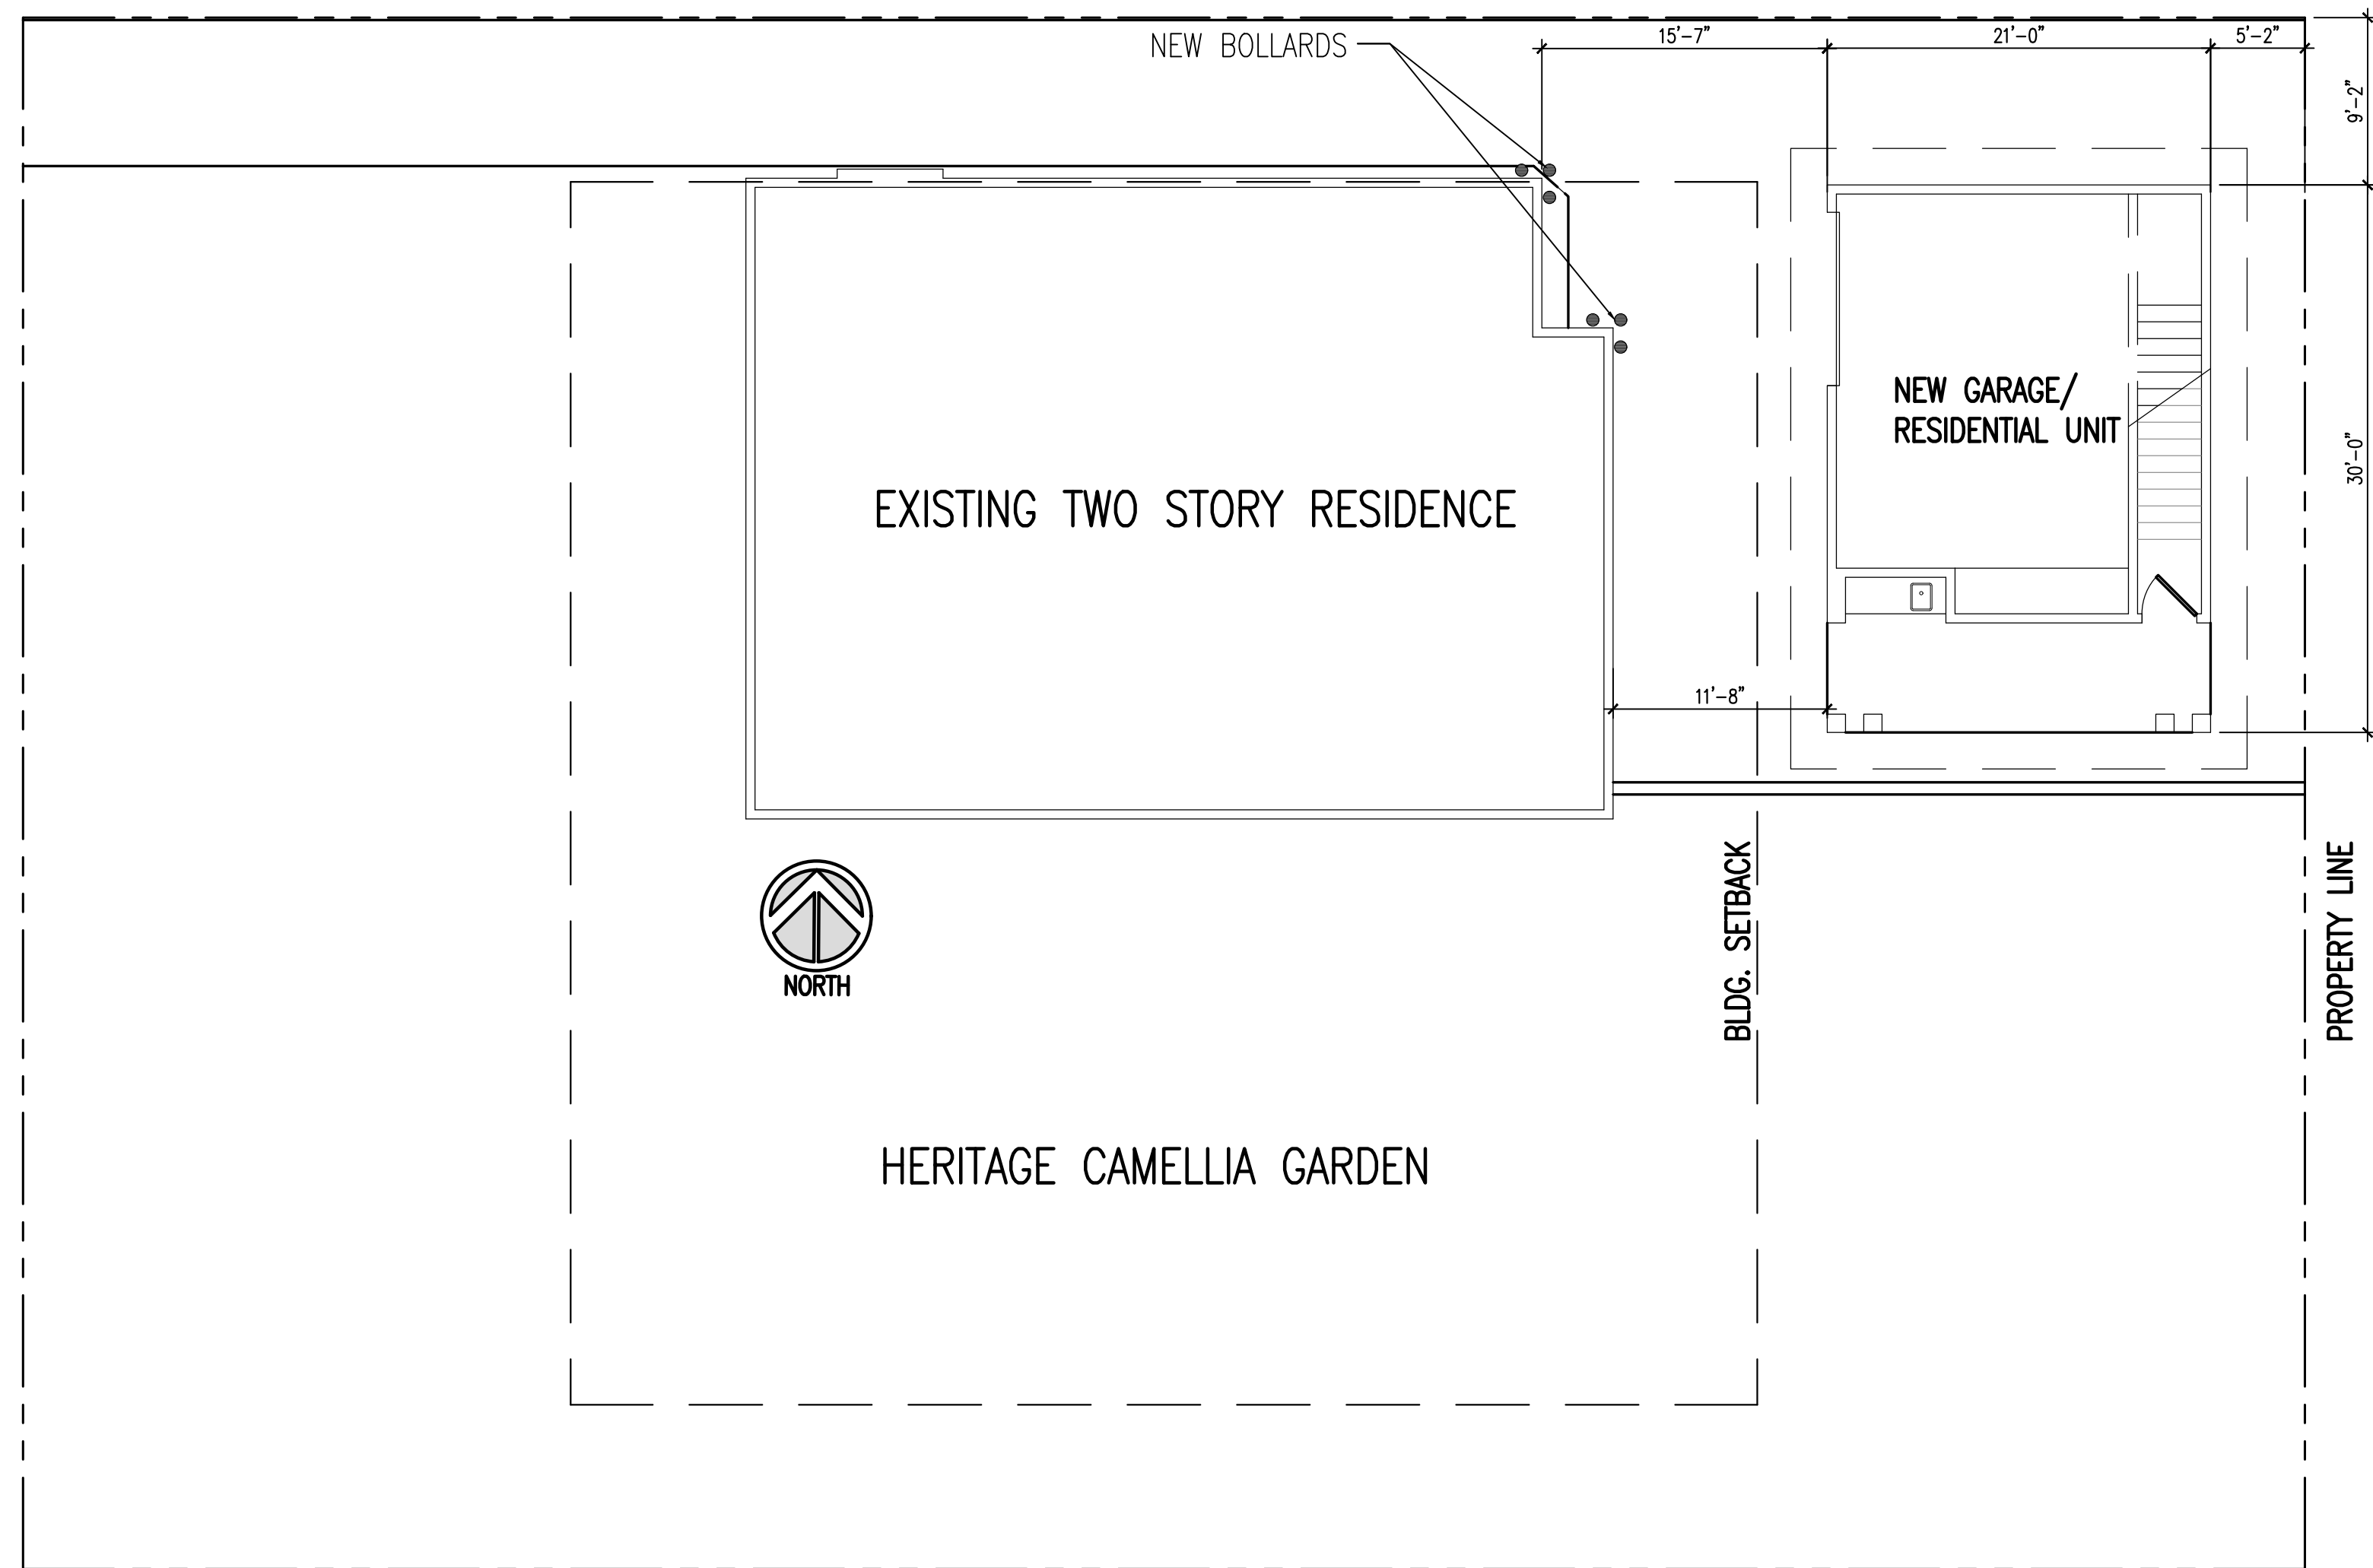 NEW BOLLARDS
15'-7"
21'-0"
5'-2"
9'-2"
NEW GARAGE/
RESIDENTIAL UNIT
30'-0"
EXISTING TWO STORY RESIDENCE
11'-8"
BLDG. SETBACK
PROPERTY LINE
NORTH
HERITAGE CAMELLIA GARDEN